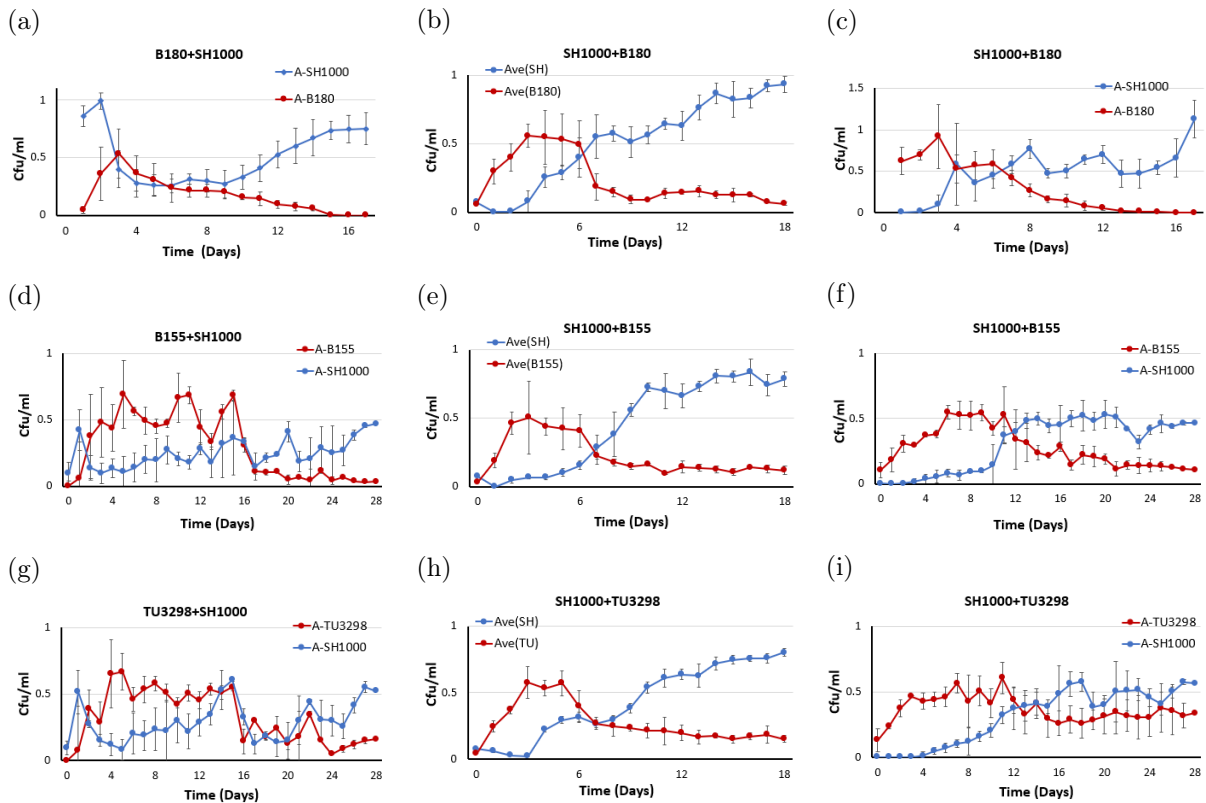 (a)
B180+SH1000
A-SH1000
A-B180
Cfu/ml
1
0.5
0
0 4 8 12 16
Time (Days)
(b)
SH1000+B180
Ave(SH)
Ave(B180)
Cfu/ml
1
0.5
0
0 6 12 18
Time (Days)
(c)
SH1000+B180
A-SH1000
A-B180
Cfu/ml
1.5
1
0.5
0
0 4 8 12 16
Time (Days)
(d)
B155+SH1000
A-B155
A-SH1000
Cfu/ml
1
0.5
0
0 4 8 12 16 20 24 28
Time (Days)
(e)
SH1000+B155
Ave(SH)
Ave(B155)
Cfu/ml
1
0.5
0
0 6 12 18
Time (Days)
(f)
SH1000+B155
A-B155
A-SH1000
Cfu/ml
1
0.5
0
0 4 8 12 16 20 24 28
Time (Days)
(g)
TU3298+SH1000
A-TU3298
A-SH1000
Cfu/ml
1
0.5
0
0 4 8 12 16 20 24 28
Time (Days)
(h)
SH1000+TU3298
Ave(SH)
Ave(TU)
Cfu/ml
1
0.5
0
0 6 12 18
Time (Days)
(i)
SH1000+TU3298
A-TU3298
A-SH1000
Cfu/ml
1
0.5
0
0 4 8 12 16 20 24 28
Time (Days)